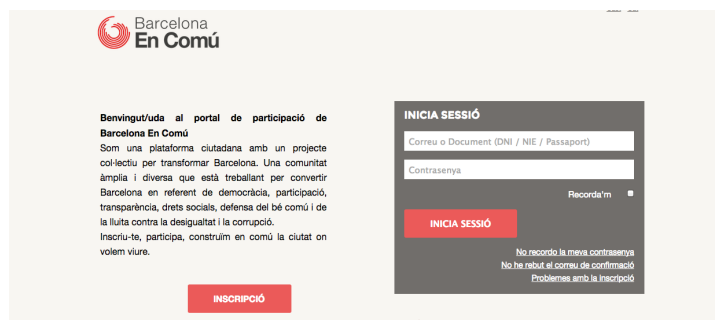 Barcelona
En Comú
Benvingut/uda al portal de participació de
Barcelona En Comú
Som una plataforma ciutadana amb un projecte
col·lectiu per transformar Barcelona. Una comunitat
àmplia i diversa que està treballant per convertir
Barcelona en referent de democràcia, participació,
transparència, drets socials, defensa del bé comú i de
la lluita contra la desigualtat i la corrupció.
Inscriu-te, participa, construïm en comú la ciutat on
volem viure.
INSCRIPCIÓ
INICIA SESSIÓ
Correu o Document (DNI / NIE / Passaport)
Contrasenya
Recorda'm
INICIA SESSIÓ
No recordo la meva contrasenya
No he rebut el correu de confirmació
Problemes amb la inscripció